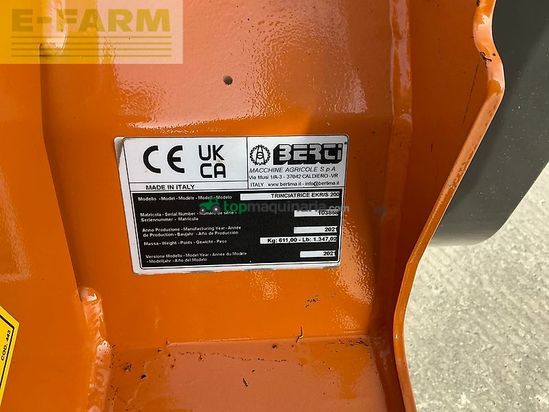 E-FARM
CE UK CA
BERTI
MACCHINE AGRICOLE S.p.A.
Via Musi 1/A-3 - 37042 CALDIERO-VR
MADE IN ITALY
ITALY www.bertima.it - info@bertima.it
Modello - Model - Modèle - Modell - Modelo
TRINCIATRICE EKR/S 200
Matricola - Serial Number - Numéro de série
Seriennummer - Matrícula
topmaquinaria.com
Anno Produzione - Manufacturing Year - Année
de Production - Baujahr - Año de Producción
2021
Massa - Weight - Poids - Gewicht - Peso
Kg: 611,00 - Lb: 1.347,02
Versione Modello - Model Year - Année du Modèle
- Modelljahr - Año del Modelo
2021